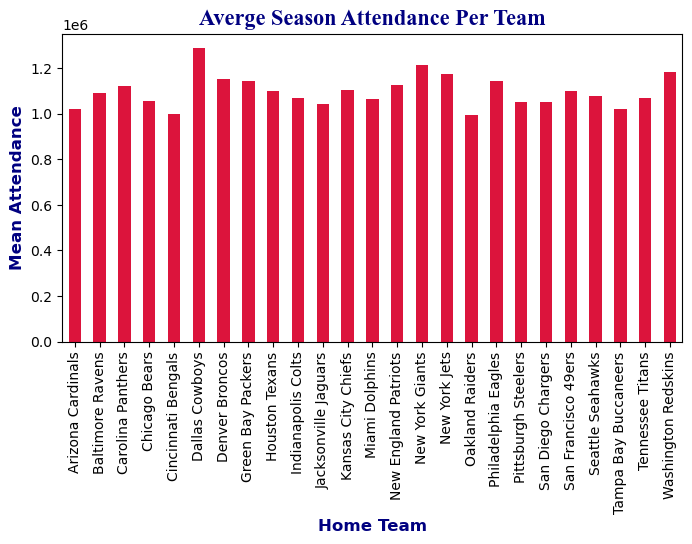 Averge Season Attendance Per Team
1e6
1.2
1.0
0.8
0.6
0.4
0.2
0.0
Mean Attendance
Arizona Cardinals
Baltimore Ravens
Carolina Panthers
Chicago Bears
Cincinnati Bengals
Dallas Cowboys
Denver Broncos
Green Bay Packers
Houston Texans
Indianapolis Colts
Jacksonville Jaguars
Kansas City Chiefs
Miami Dolphins
New England Patriots
New York Giants
New York Jets
Oakland Raiders
Philadelphia Eagles
Pittsburgh Steelers
San Diego Chargers
San Francisco 49ers
Seattle Seahawks
Tampa Bay Buccaneers
Tennessee Titans
Washington Redskins
Home Team